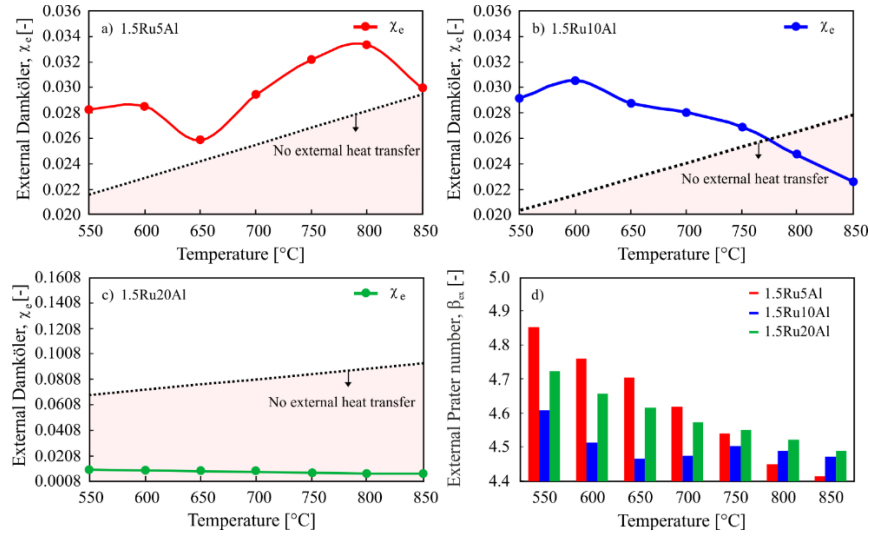 a) 1.5Ru5Al
χe
External Damköler, χe [-]
0.036
0.034
0.032
0.030
0.028
0.026
0.024
0.022
0.020
No external heat transfer
550 600 650 700 750 800 850
Temperature [°C]
b) 1.5Ru10Al
χe
External Damköler, χe [-]
0.036
0.034
0.032
0.030
0.028
0.026
0.024
0.022
0.020
No external heat transfer
550 600 650 700 750 800 850
Temperature [°C]
c) 1.5Ru20Al
χe
External Damköler, χe [-]
0.1608
0.1408
0.1208
0.1008
0.0808
0.0608
0.0408
0.0208
0.0008
No external heat transfer
550 600 650 700 750 800 850
Temperature [°C]
d)
1.5Ru5Al
1.5Ru10Al
1.5Ru20Al
External Prater number, βex [-]
5.0
4.8
4.6
4.5
4.4
550 600 650 700 750 800 850
Temperature [°C]